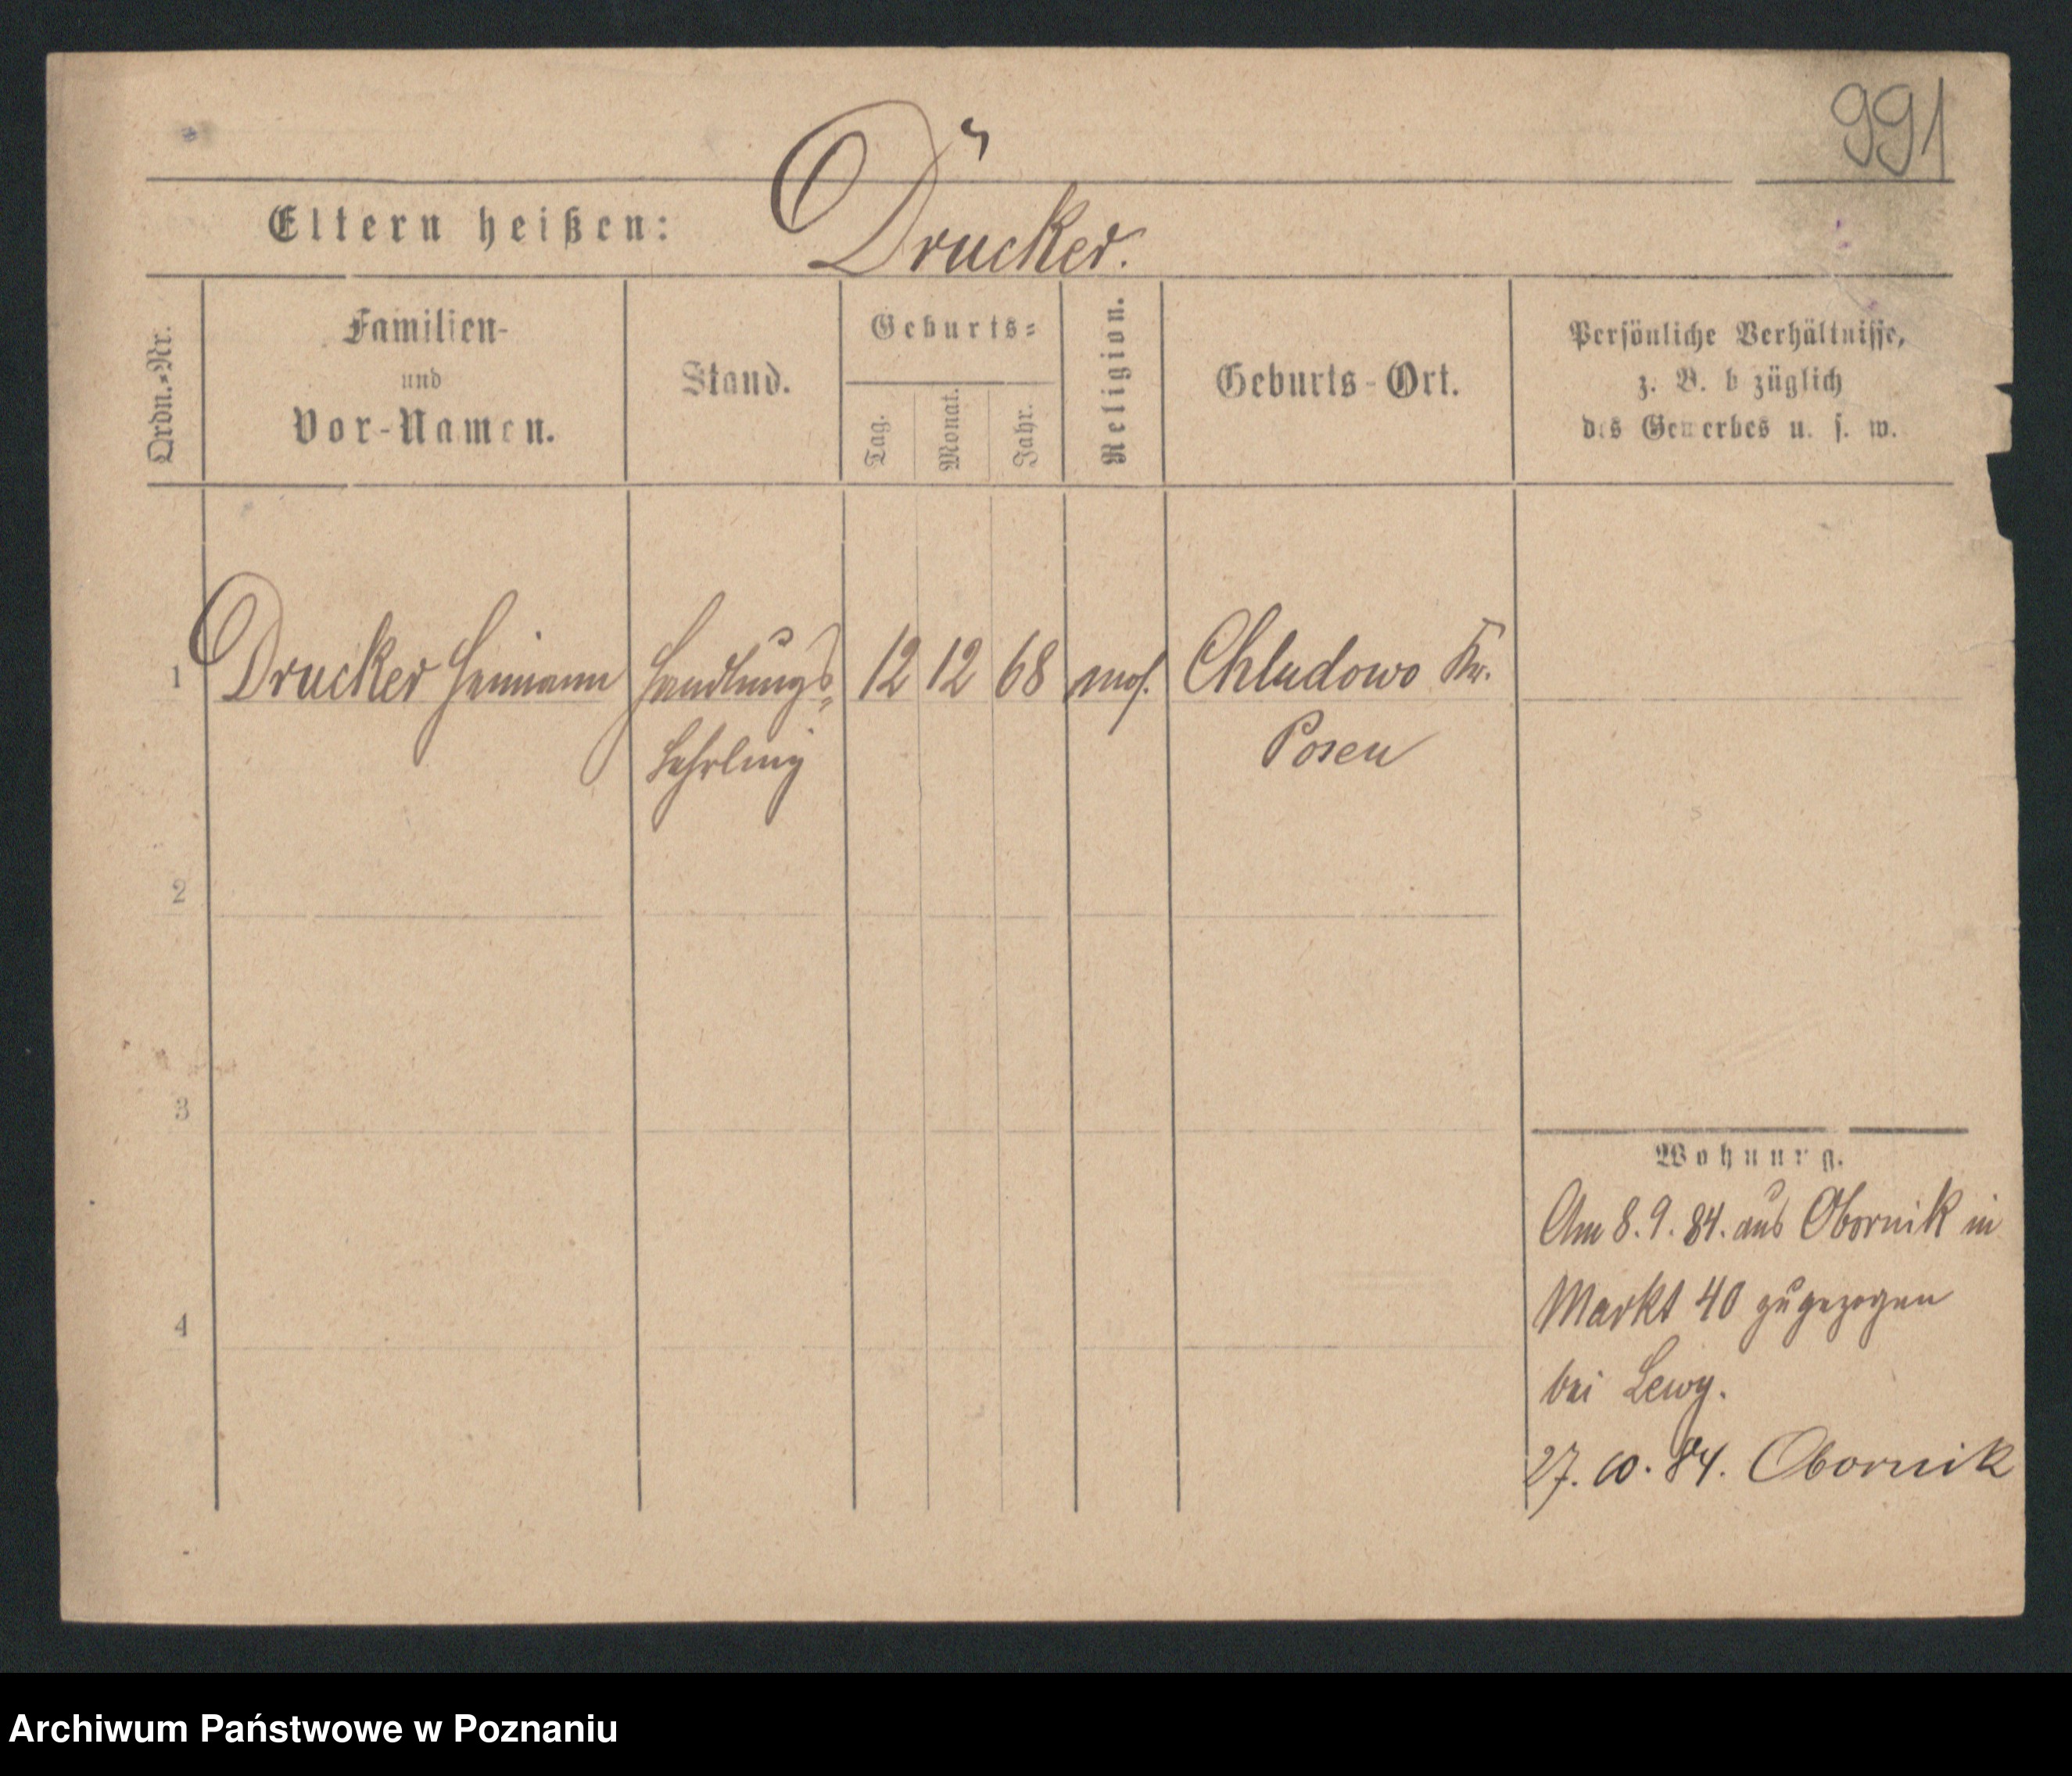 991
Eltern heißen: Drucker.
Ordn.-Nr.
Familien-
und
Vor-Namen.
Stand.
Geburts-
Tag.
Monat.
Jahr.
Religion.
Geburts-Ort.
Persönliche Verhältnisse,
z. B. bezüglich
des Gewerbes u. s. w.
1 Drucker Heimann Handlungs- 12 12 68 mos. Chludowo Kr.
Lehrling Posen
2
3
4
Wohnung.
Am 8.9.84. aus Obornik in
Markt 40 zugezogen
bei Lewy.
27.10.84. Obornik
Archiwum Państwowe w Poznaniu